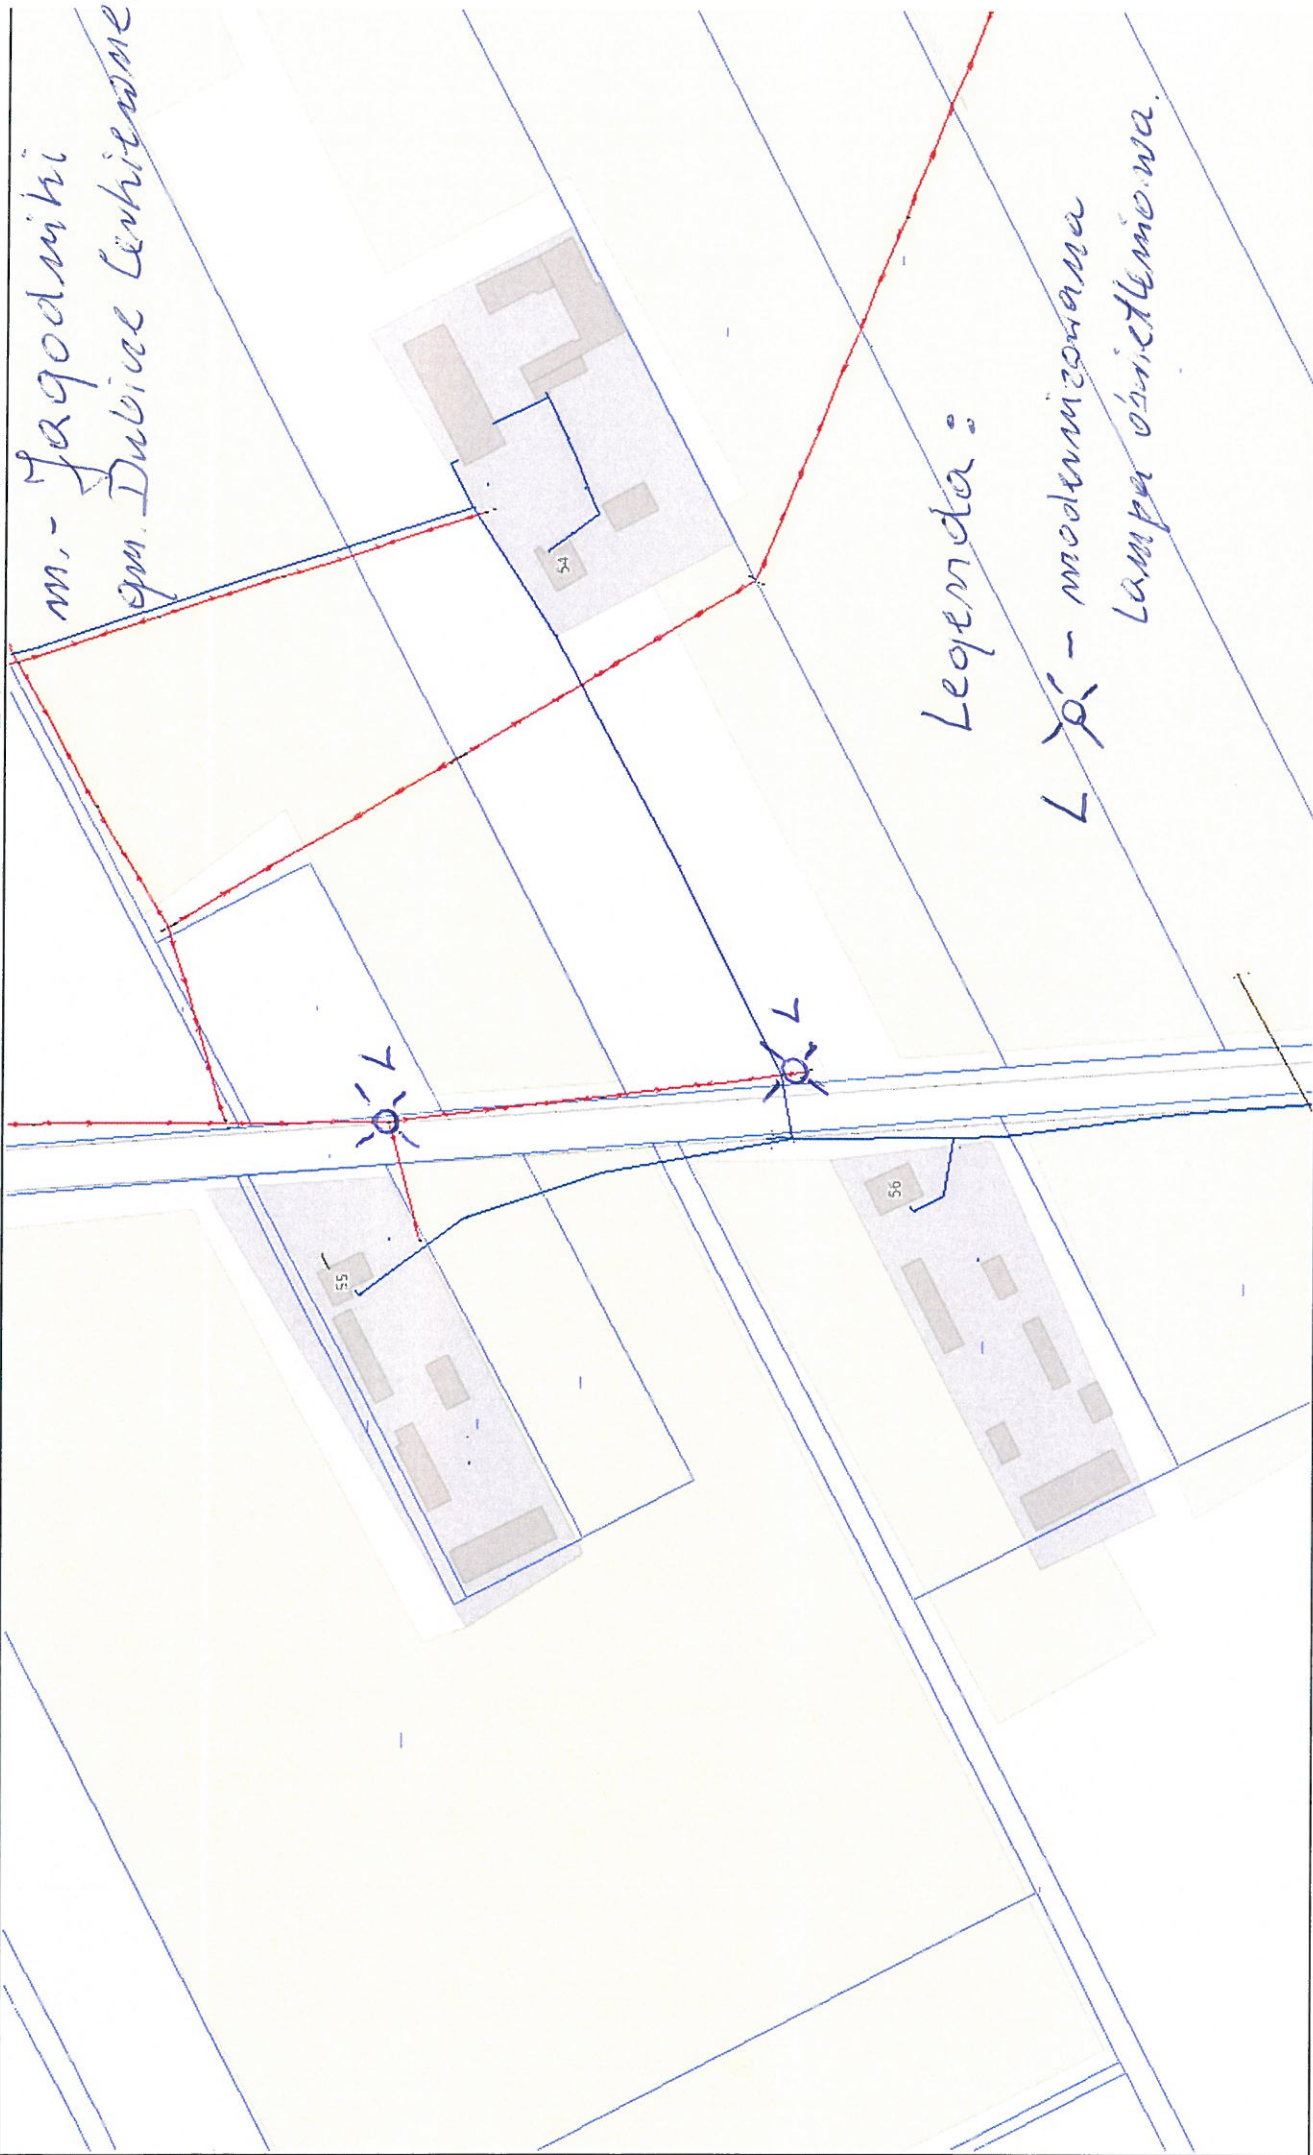 m.- Jagodniki
gm. Dubicze Cerkiewne
54
L
L
55
56
Legenda:
L - modernizowana
Lampa oświetleniowa.